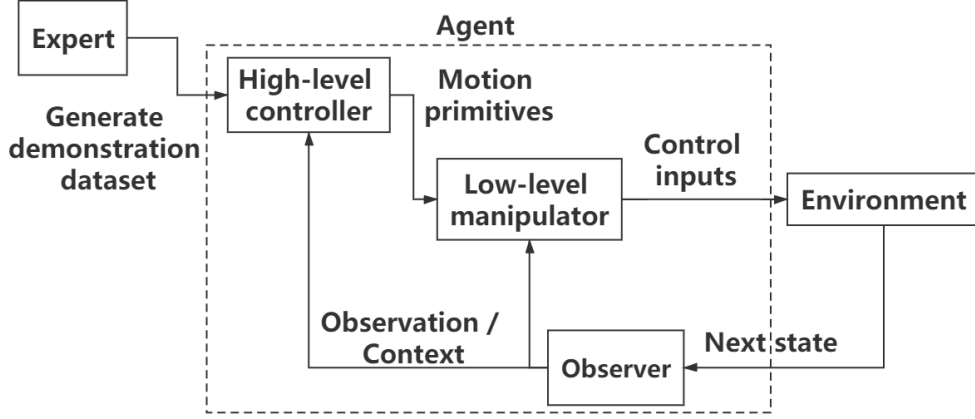 Expert
Agent
Generate
demonstration
dataset
High-level
controller
Motion
primitives
Low-level
manipulator
Control
inputs
Environment
Observation /
Context
Observer
Next state